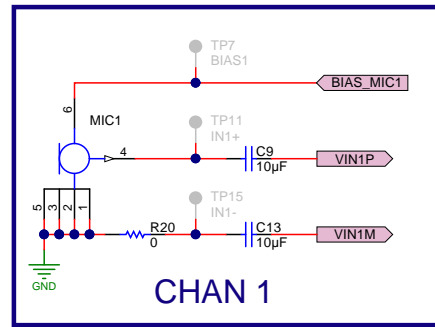 TP7
BIAS1
BIAS_MIC1
6
MIC1
TP11
IN1+
4
C9
10µF
VIN1P
TP15
IN1-
5
3
2
1
R20
0
C13
10µF
VIN1M
GND
CHAN 1